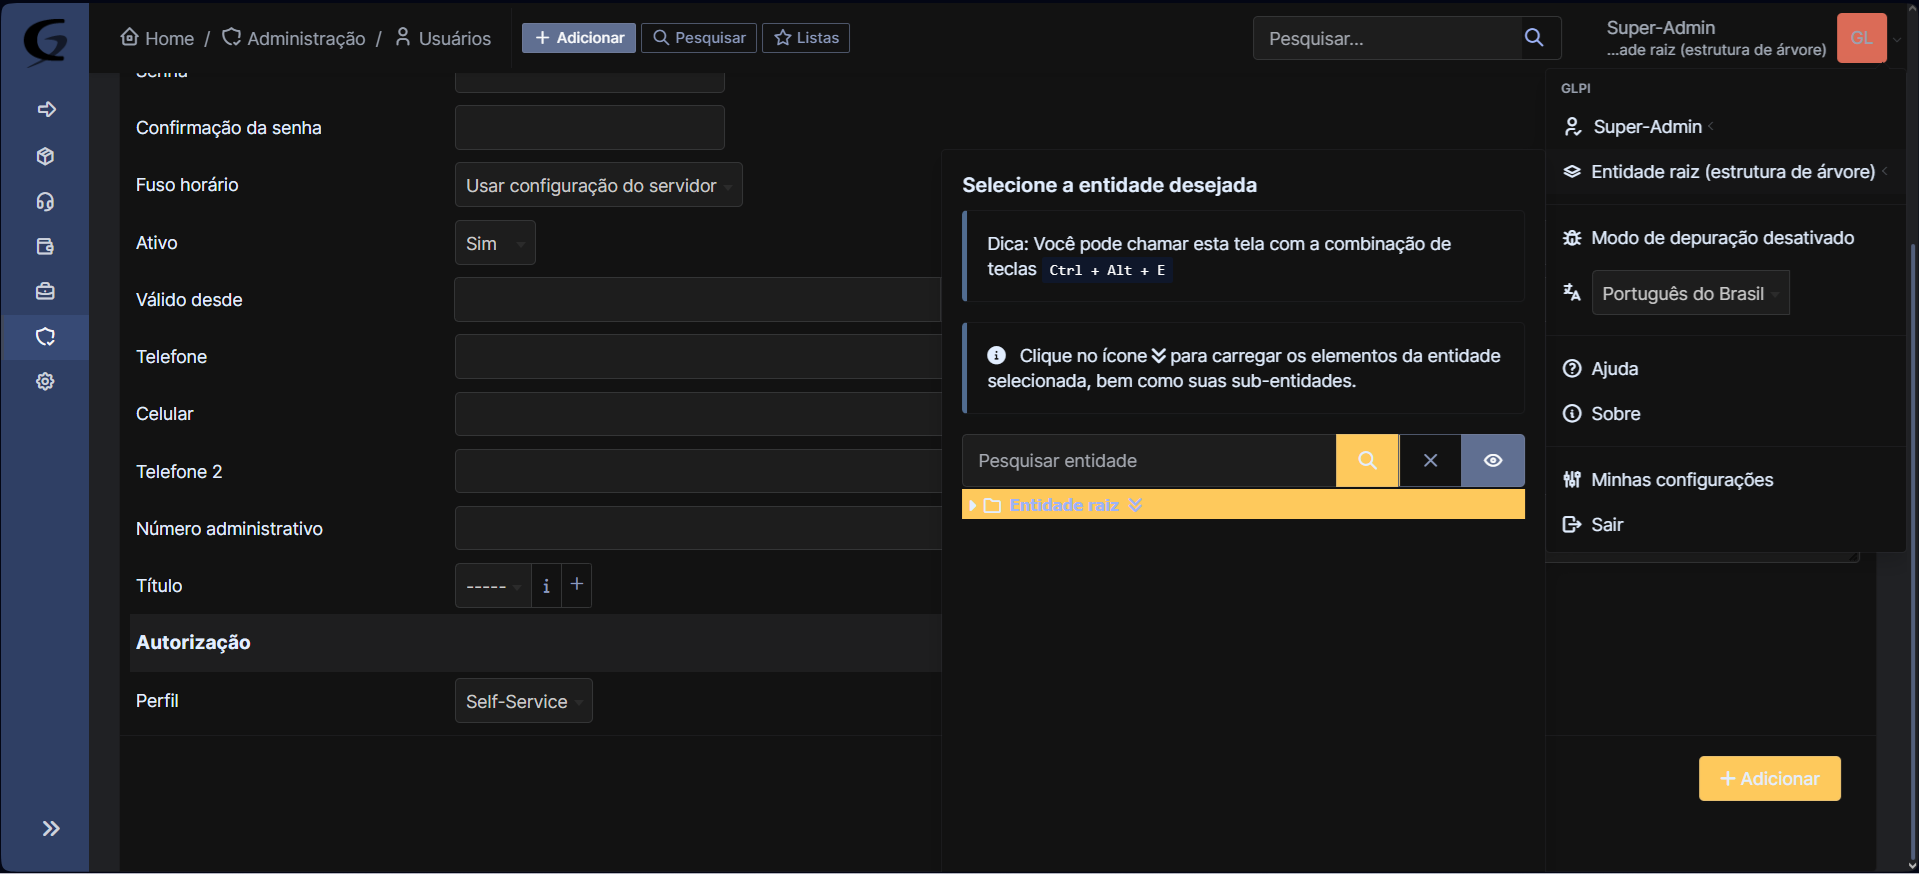 Home / Administração / Usuários
Adicionar
Pesquisar
Listas
Pesquisar...
Super-Admin
...ade raiz (estrutura de árvore)
GL
Senha
Confirmação da senha
Fuso horário
Usar configuração do servidor
Ativo
Sim
Válido desde
Telefone
Celular
Telefone 2
Número administrativo
Título
-----
i
+
Autorização
Perfil
Self-Service
Selecione a entidade desejada
Dica: Você pode chamar esta tela com a combinação de
teclas Ctrl + Alt + E
Clique no ícone para carregar os elementos da entidade
selecionada, bem como suas sub-entidades.
Pesquisar entidade
Entidade raiz
GLPI
Super-Admin
Entidade raiz (estrutura de árvore)
Modo de depuração desativado
Português do Brasil
Ajuda
Sobre
Minhas configurações
Sair
+ Adicionar